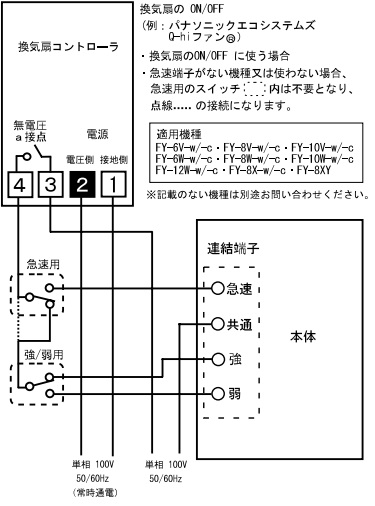 換気扇の ON/OFF
(例：パナソニックエコシステムズ
Q-hiファン®)
・換気扇のON/OFF に使う場合
・急速端子がない機種又は使わない場合、
急速用のスイッチ 内は不要となり、
点線..... の接続になります。
適用機種
FY-6V-w/-c・FY-8V-w/-c・FY-10V-w/-c
FY-6W-w/-c・FY-8W-w/-c・FY-10W-w/-c
FY-12W-w/-c・FY-8X-w/-c・FY-8XY
※記載のない機種は別途お問い合わせください。
換気扇コントローラ
無電圧
a 接点
電源
電圧側 接地側
4 3 2 1
急速用
強/弱用
連結端子
急速
共通
強
弱
本体
単相 100V
50/60Hz
(常時通電)
単相 100V
50/60Hz